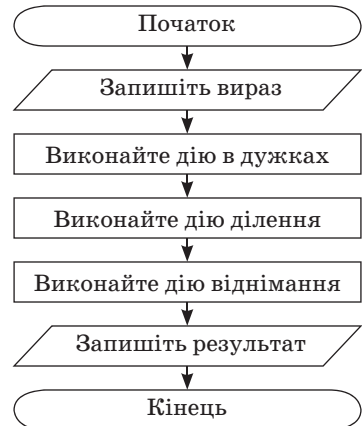 Початок
Запишіть вираз
Виконайте дію в дужках
Виконайте дію ділення
Виконайте дію віднімання
Запишіть результат
Кінець